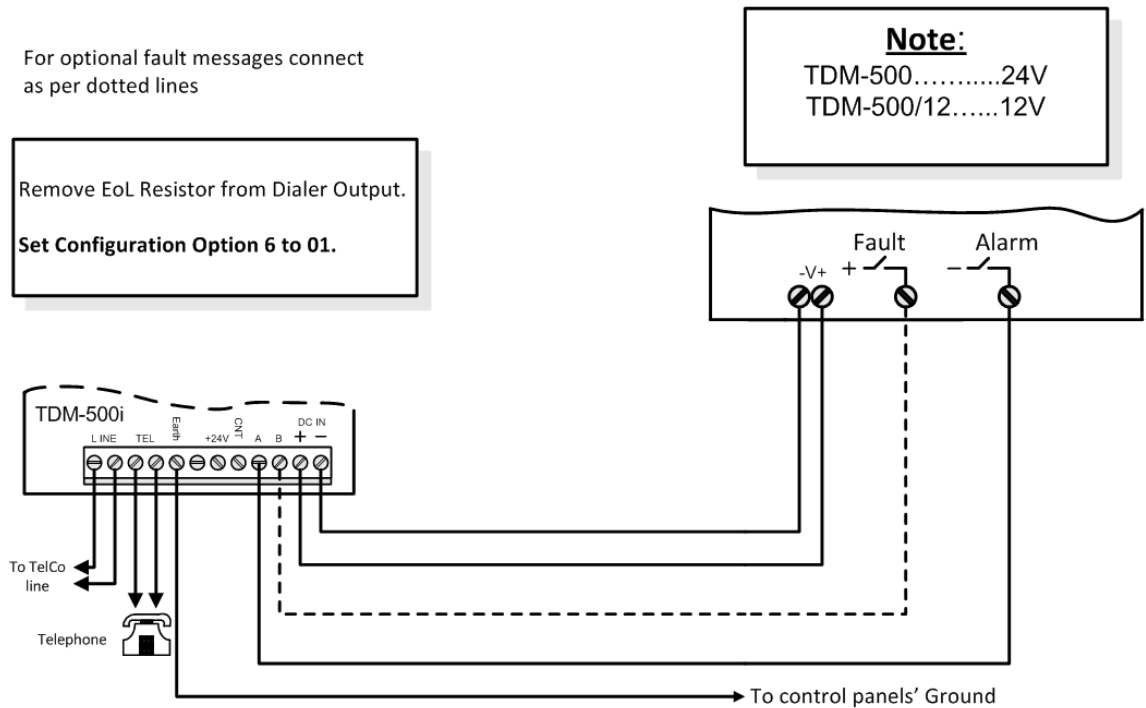 For optional fault messages connect
as per dotted lines
Note:
TDM-500…….....24V
TDM-500/12…...12V
Remove EoL Resistor from Dialer Output.
Set Configuration Option 6 to 01.
Fault
Alarm
-V+
+
–
TDM-500i
LINE TEL Earth +24V CNT A B DC IN
+ –
To TelCo
line
Telephone
To control panels’ Ground